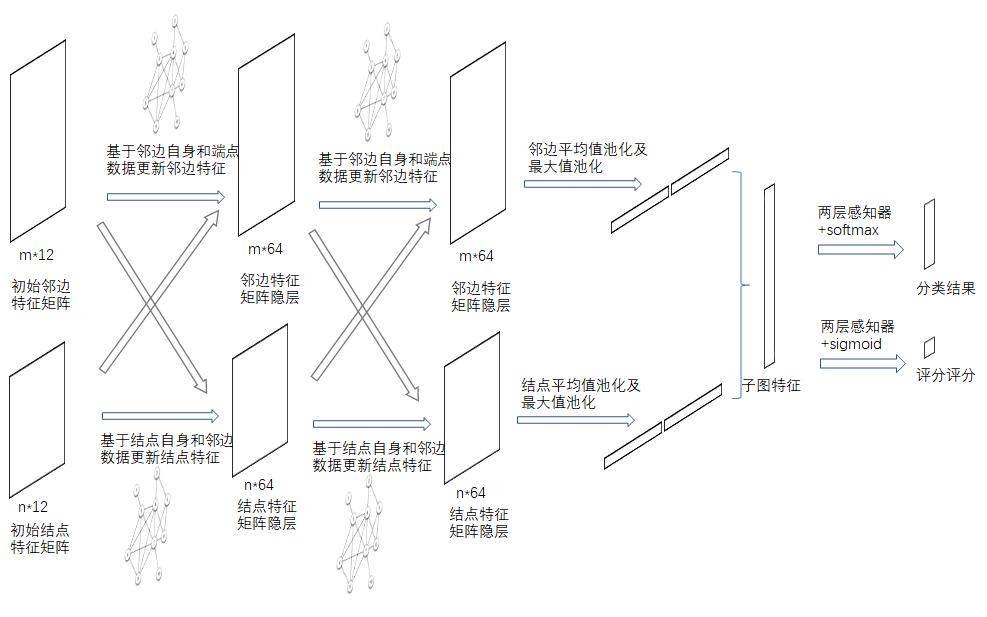 基于邻边自身和端点
数据更新邻边特征
基于邻边自身和端点
数据更新邻边特征
邻边平均值池化及
最大值池化
m*12
初始邻边
特征矩阵
m*64
邻边特征
矩阵隐层
m*64
邻边特征
矩阵隐层
两层感知器
+softmax
分类结果
两层感知器
+sigmoid
评分评分
子图特征
结点平均值池化及
最大值池化
基于结点自身和邻边
数据更新结点特征
基于结点自身和邻边
数据更新结点特征
n*12
初始结点
特征矩阵
n*64
结点特征
矩阵隐层
n*64
结点特征
矩阵隐层